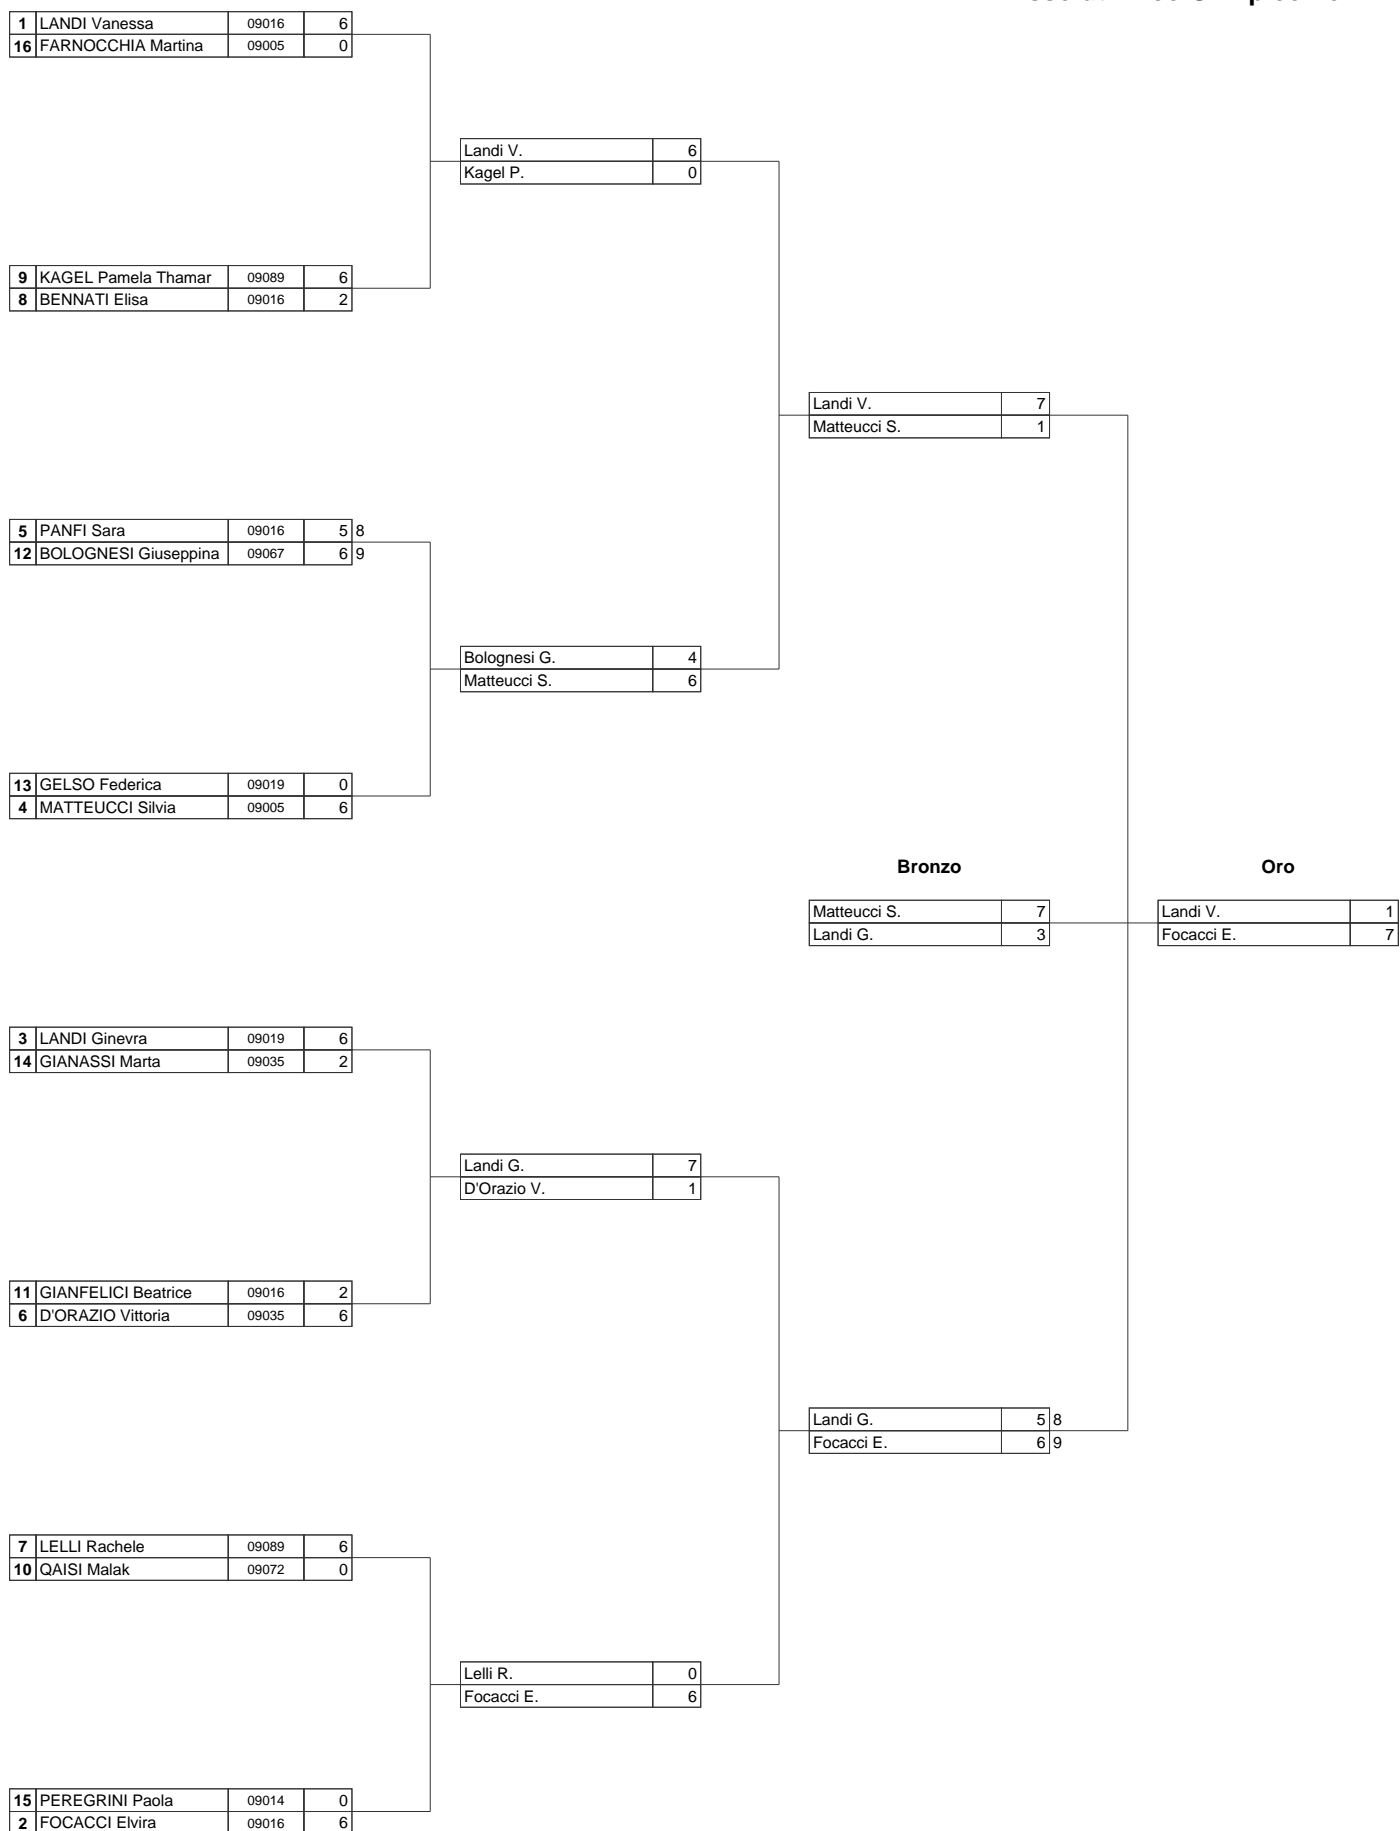 1 LANDI Vanessa 09016 6
16 FARNOCCHIA Martina 09005 0
Landi V. 6
Kagel P. 0
9 KAGEL Pamela Thamar 09089 6
8 BENNATI Elisa 09016 2
Landi V. 7
Matteucci S. 1
5 PANFI Sara 09016 5 8
12 BOLOGNESI Giuseppina 09067 6 9
Bolognesi G. 4
Matteucci S. 6
13 GELSO Federica 09019 0
4 MATTEUCCI Silvia 09005 6
Bronzo Oro
Matteucci S. 7 Landi V. 1
Landi G. 3 Focacci E. 7
3 LANDI Ginevra 09019 6
14 GIANASSI Marta 09035 2
Landi G. 7
D'Orazio V. 1
11 GIANFELICI Beatrice 09016 2
6 D'ORAZIO Vittoria 09035 6
Landi G. 5 8
Focacci E. 6 9
7 LELLI Rachele 09089 6
10 QAISI Malak 09072 0
Lelli R. 0
Focacci E. 6
15 PEREGRINI Paola 09014 0
2 FOCACCI Elvira 09016 6